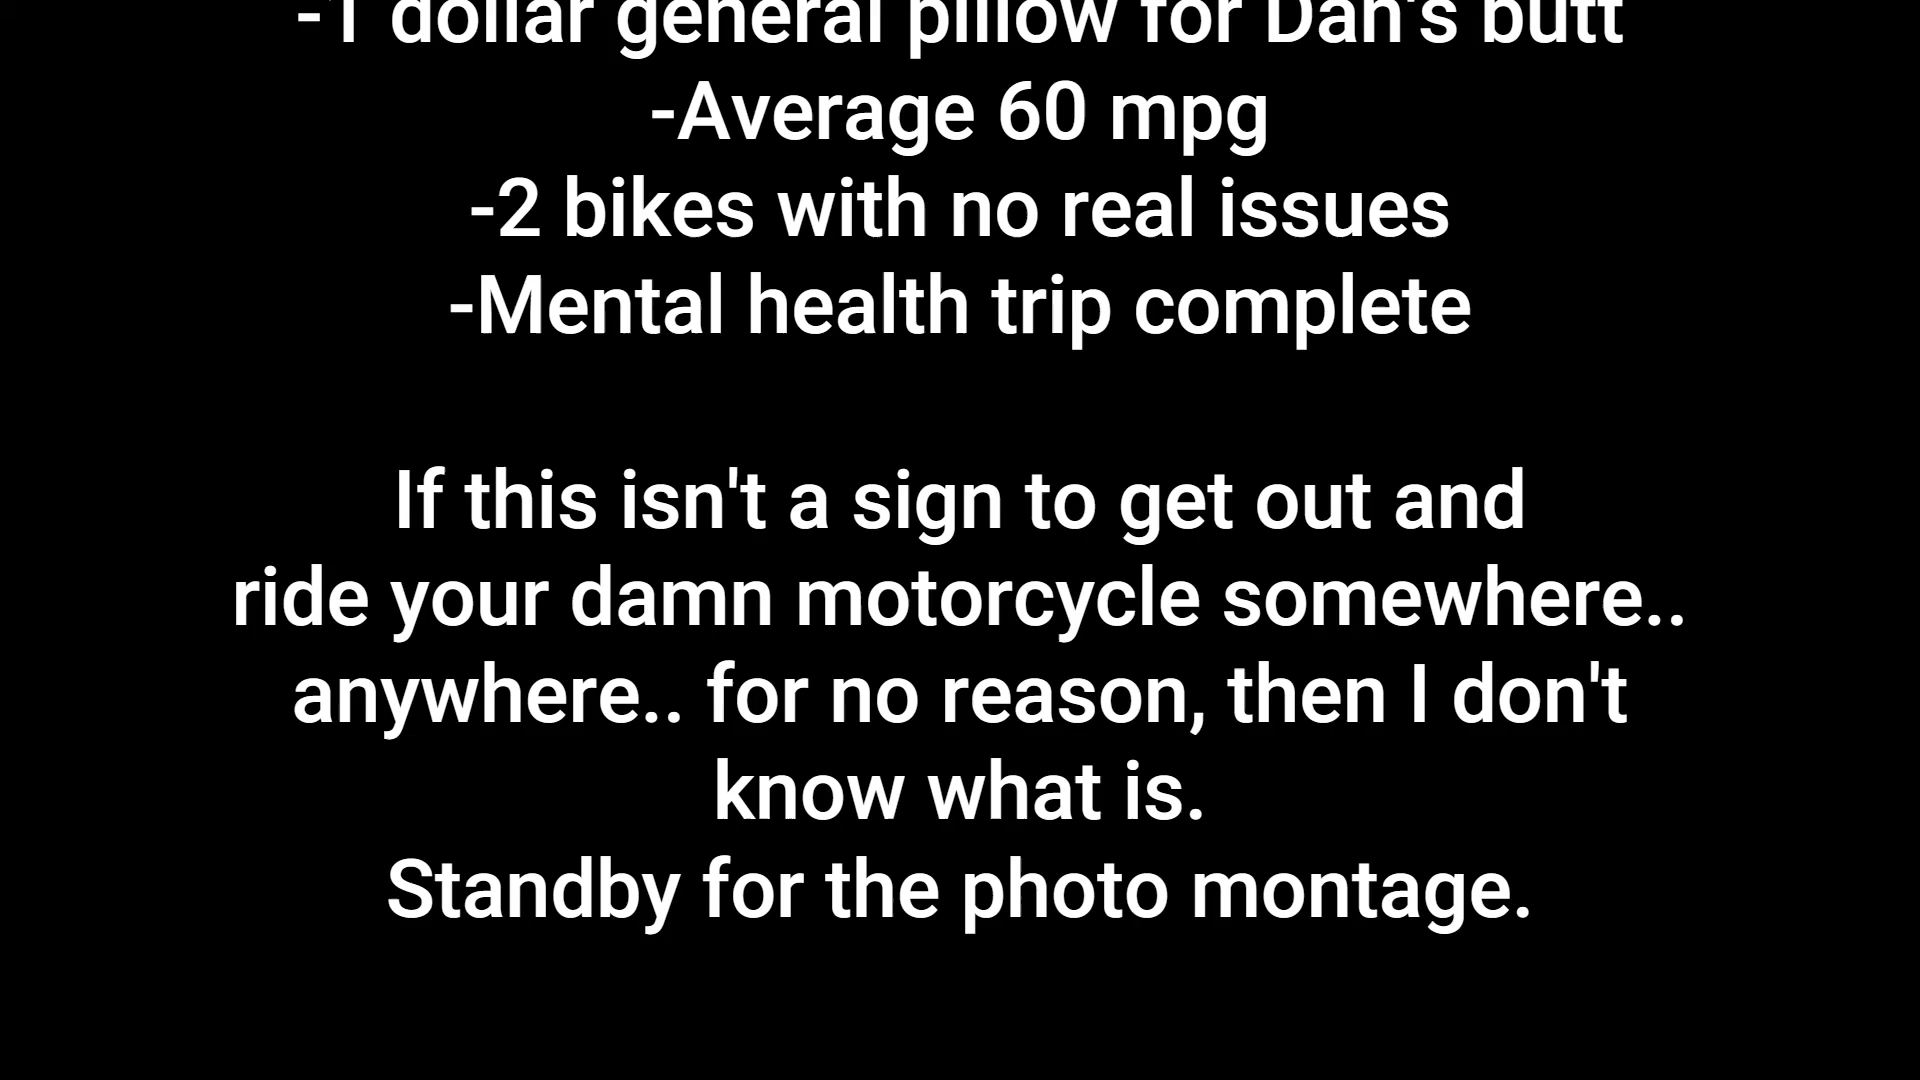 -1 dollar general pillow for Dan's butt
-Average 60 mpg
-2 bikes with no real issues
-Mental health trip complete
If this isn't a sign to get out and
ride your damn motorcycle somewhere..
anywhere.. for no reason, then I don't
know what is.
Standby for the photo montage.